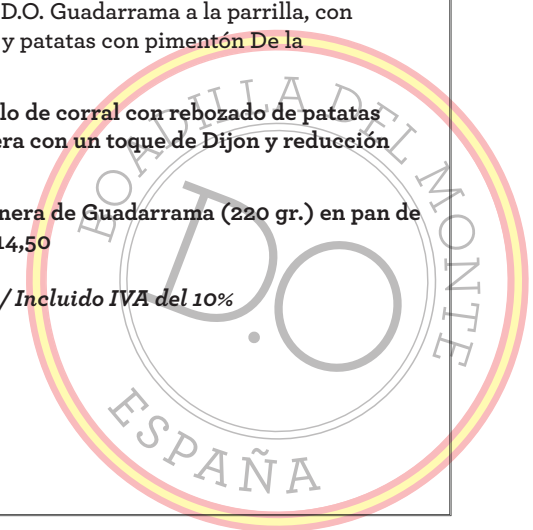 D.O. Guadarrama a la parrilla, con
y patatas con pimentón De la
lo de corral con rebozado de patatas
era con un toque de Dijon y reducción
nera de Guadarrama (220 gr.) en pan de
14,50
/ Incluido IVA del 10%
BOADILLA DEL MONTE
D.O
ESPAÑA